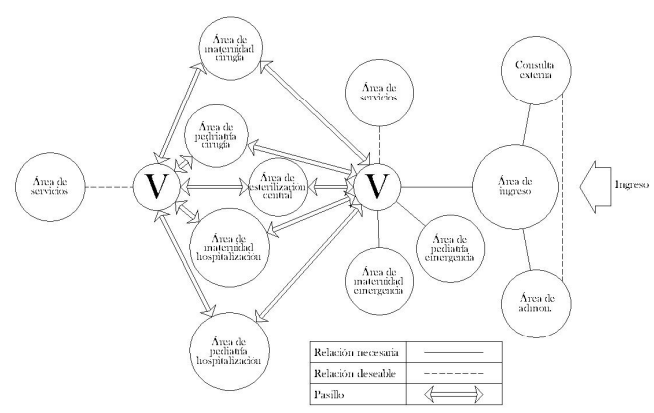 Área de
maternidad
cirugía
Área de
pediatría
cirugía
Área de
servicios
V
Área de
esterilización
central
Área de
maternidad
hospitalización
Área de
pediatría
hospitalización
Área de
servicios
V
Área de
maternidad
emergencia
Área de
pediatría
emergencia
Consulta
externa
Área de
ingreso
Área de
admon.
Ingreso
Relación necesaria
Relación deseable
Pasillo